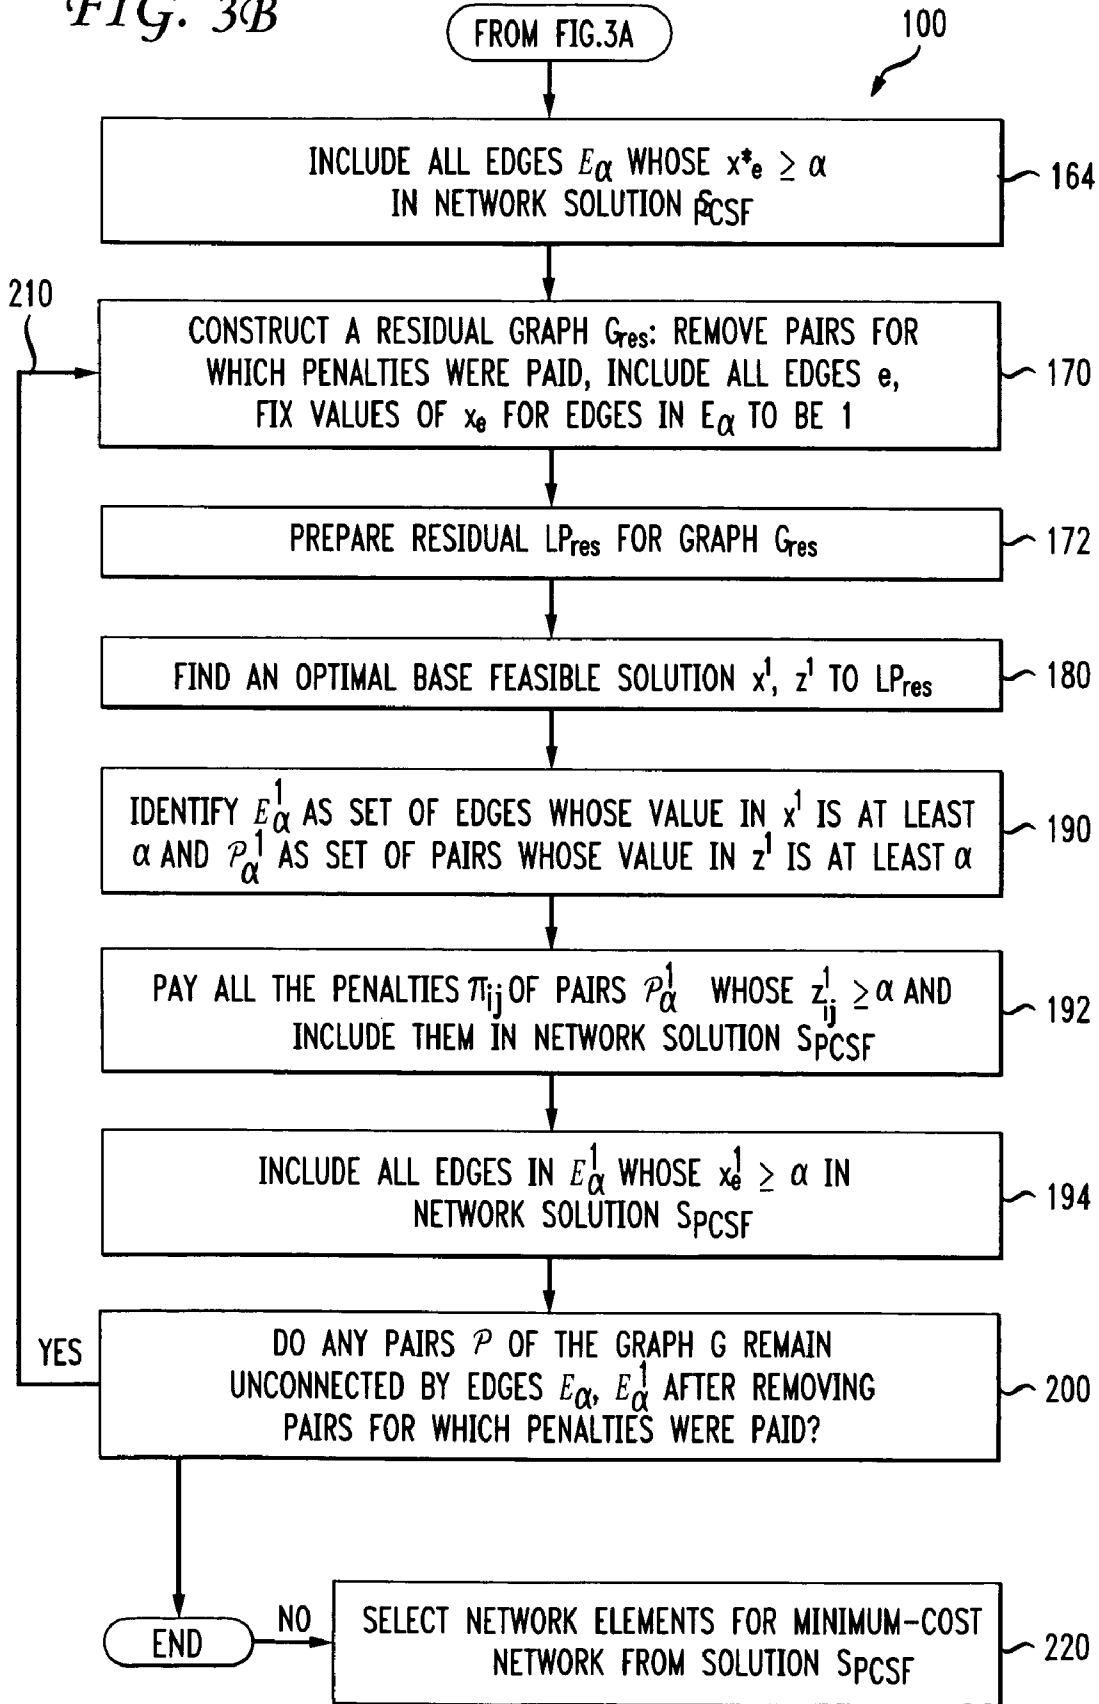 FIG. 3B
FROM FIG.3A
100
INCLUDE ALL EDGES Eα WHOSE x*e ≥ α
IN NETWORK SOLUTION SPCSF
164
210
CONSTRUCT A RESIDUAL GRAPH Gres: REMOVE PAIRS FOR
WHICH PENALTIES WERE PAID, INCLUDE ALL EDGES e,
FIX VALUES OF xe FOR EDGES IN Eα TO BE 1
170
PREPARE RESIDUAL LPres FOR GRAPH Gres
172
FIND AN OPTIMAL BASE FEASIBLE SOLUTION x¹, z¹ TO LPres
180
IDENTIFY E¹α AS SET OF EDGES WHOSE VALUE IN x¹ IS AT LEAST
α AND 𝒫¹α AS SET OF PAIRS WHOSE VALUE IN z¹ IS AT LEAST α
190
PAY ALL THE PENALTIES πij OF PAIRS 𝒫¹α WHOSE z¹ij ≥ α AND
INCLUDE THEM IN NETWORK SOLUTION SPCSF
192
INCLUDE ALL EDGES IN E¹α WHOSE x¹e ≥ α IN
NETWORK SOLUTION SPCSF
194
YES
DO ANY PAIRS 𝒫 OF THE GRAPH G REMAIN
UNCONNECTED BY EDGES Eα, E¹α AFTER REMOVING
PAIRS FOR WHICH PENALTIES WERE PAID?
200
END
NO
SELECT NETWORK ELEMENTS FOR MINIMUM-COST
NETWORK FROM SOLUTION SPCSF
220